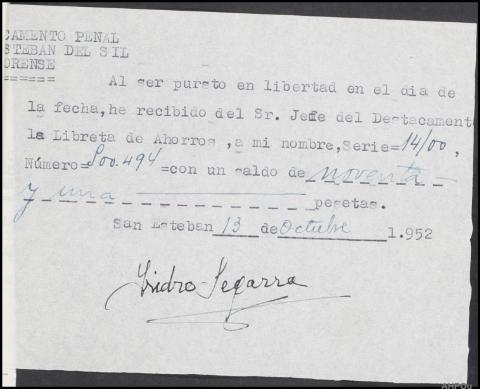 CAMENTO PENAL
STEBAN DEL SIL
ORENSE
======
Al ser pursto en libertad en el dia de
la fecha,he recibido del Sr. Jefe del Destacament
la Libreta de Ahorros ,a mi nombre,Serie=14/00,
Número=800.494=con un saldo de noventa
y una pesetas.
San Esteban 13 de Octubre 1.952
Isidro Segarra